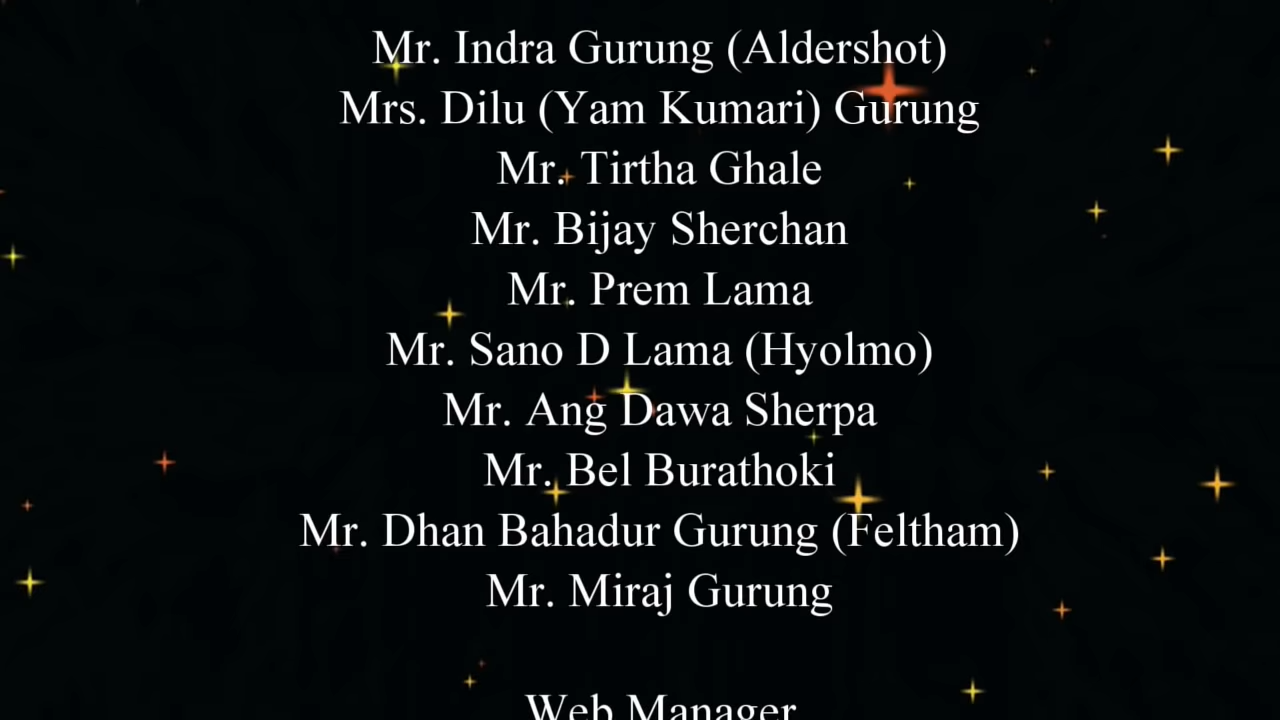 Mr. Indra Gurung (Aldershot)
Mrs. Dilu (Yam Kumari) Gurung
Mr. Tirtha Ghale
Mr. Bijay Sherchan
Mr. Prem Lama
Mr. Sano D Lama (Hyolmo)
Mr. Ang Dawa Sherpa
Mr. Bel Burathoki
Mr. Dhan Bahadur Gurung (Feltham)
Mr. Miraj Gurung
Web Manager